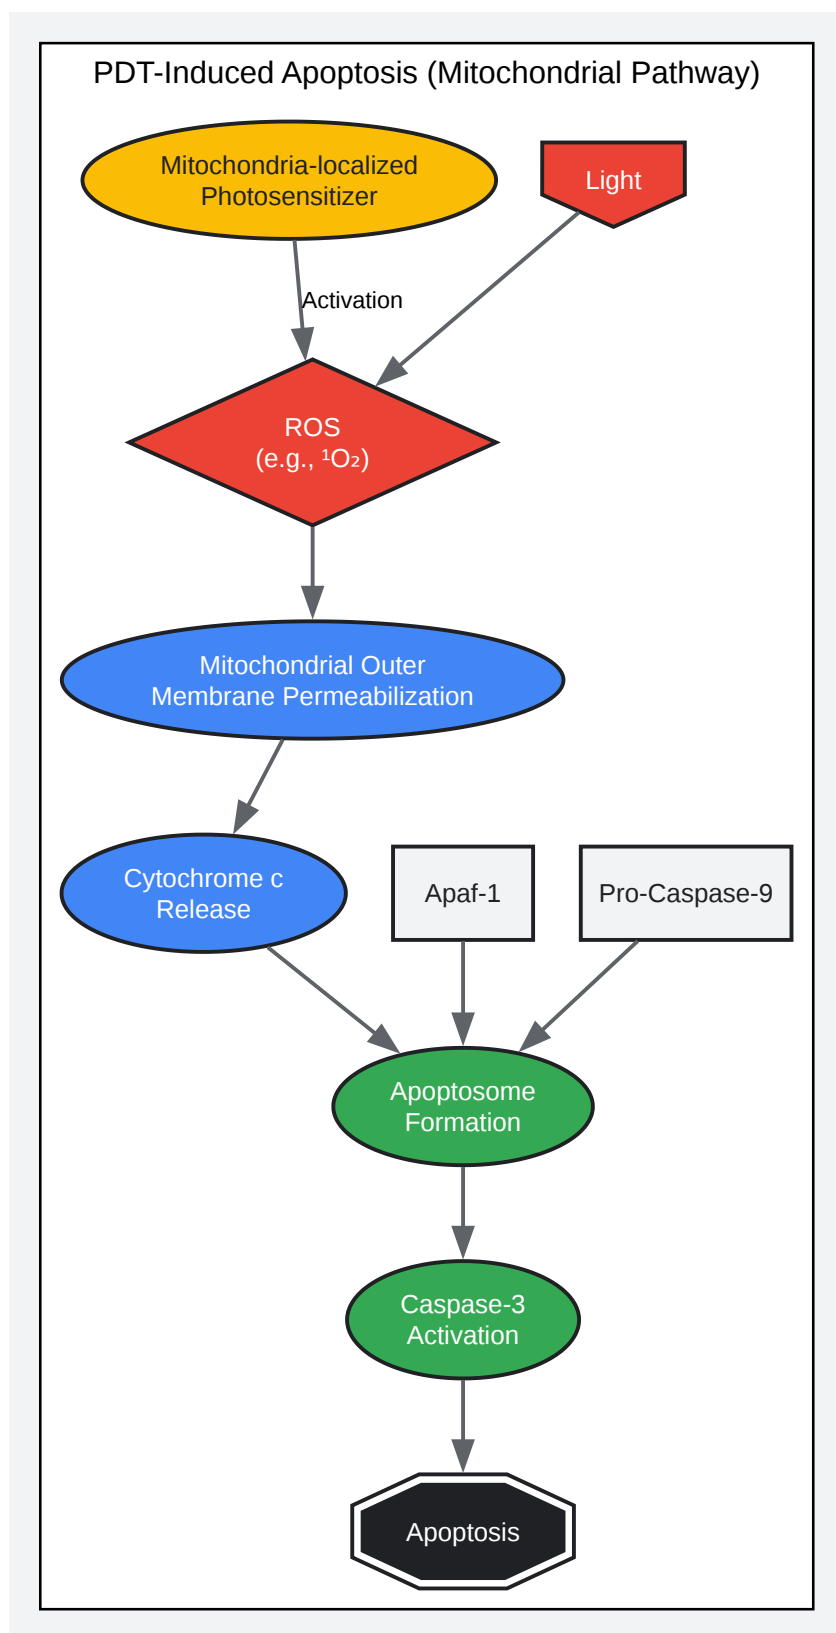 PDT-Induced Apoptosis (Mitochondrial Pathway)
Mitochondria-localized
Photosensitizer
Light
Activation
ROS
(e.g., ¹O₂)
Mitochondrial Outer
Membrane Permeabilization
Cytochrome c
Release
Apaf-1
Pro-Caspase-9
Apoptosome
Formation
Caspase-3
Activation
Apoptosis